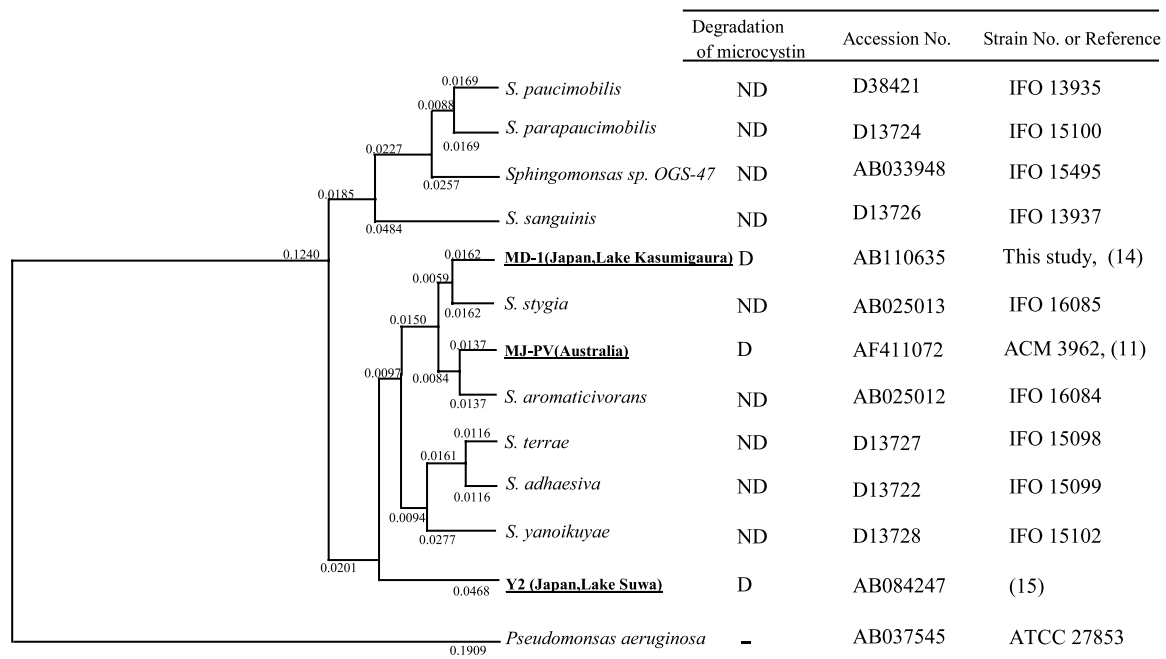 Degradation of microcystin Accession No. Strain No. or Reference
0.0169
S. paucimobilis ND D38421 IFO 13935
0.0088
S. parapaucimobilis ND D13724 IFO 15100
0.0169
0.0227
Sphingomonsas sp. OGS-47 ND AB033948 IFO 15495
0.0257
0.0185
S. sanguinis ND D13726 IFO 13937
0.0484
0.1240
0.0162
MD-1(Japan,Lake Kasumigaura) D AB110635 This study, (14)
0.0059
S. stygia ND AB025013 IFO 16085
0.0162
0.0150
0.0137
MJ-PV(Australia) D AF411072 ACM 3962, (11)
0.0097
0.0084
S. aromaticivorans ND AB025012 IFO 16084
0.0137
0.0116
S. terrae ND D13727 IFO 15098
0.0161
S. adhaesiva ND D13722 IFO 15099
0.0116
0.0094
S. yanoikuyae ND D13728 IFO 15102
0.0277
0.0201
Y2 (Japan,Lake Suwa) D AB084247 (15)
0.0468
Pseudomonsas aeruginosa - AB037545 ATCC 27853
0.1909